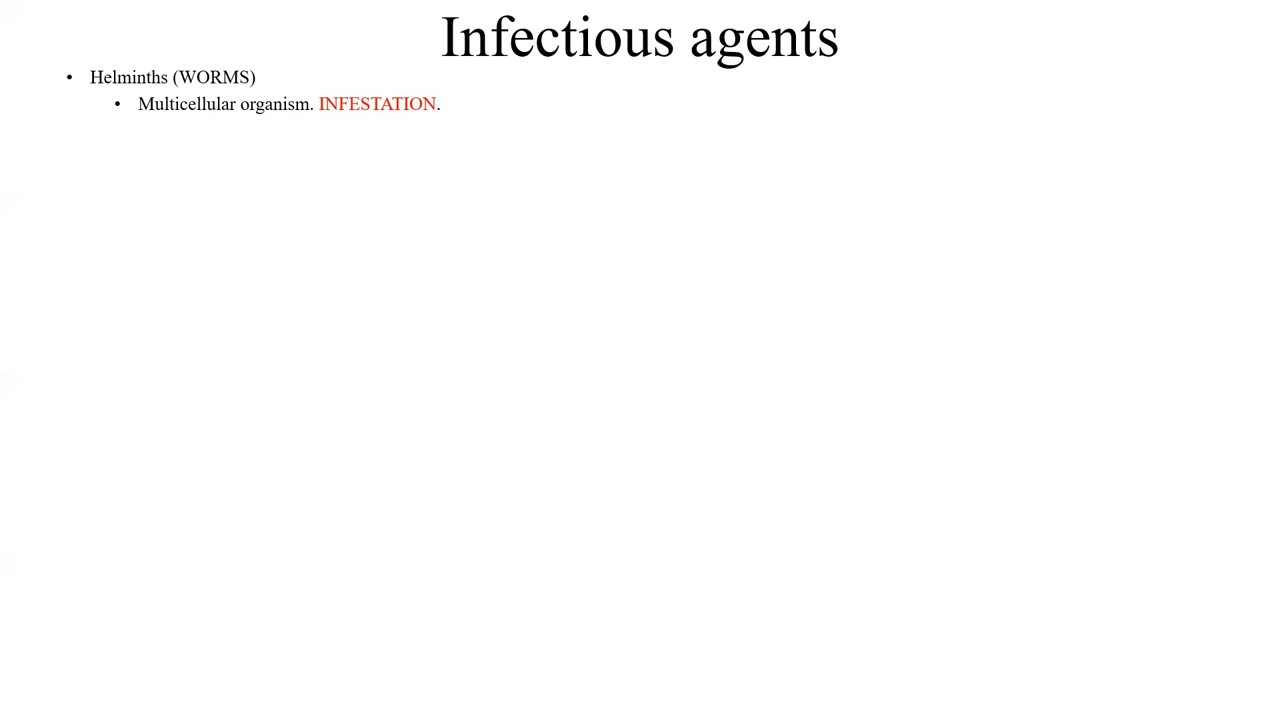 Infectious agents
• Helminths (WORMS)
• Multicellular organism. INFESTATION.